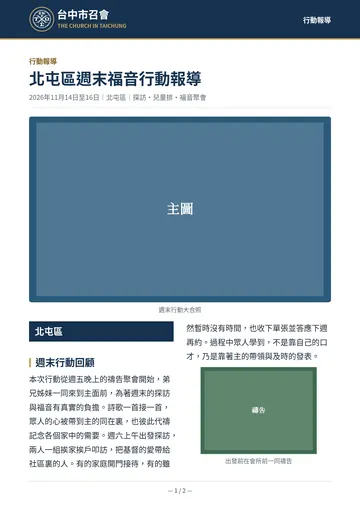 台中市召會
THE CHURCH IN TAICHUNG
行動報導
行動報導
北屯區週末福音行動報導
2026年11月14日至16日｜北屯區｜探訪・兒童排・福音聚會
主圖
週末行動大合照
北屯區
週末行動回顧
本次行動從週五晚上的禱告聚會開始，弟
兄姊妹一同來到主面前，為著週末的探訪
與福音有真實的負擔。詩歌一首接一首，
眾人的心被帶到主的同在裏，也彼此代禱
記念各個家中的需要。週六上午出發探訪，
兩人一組挨家挨戶叩訪，把基督的愛帶給
社區裏的人。有的家庭開門接待，有的雖
然暫時沒有時間，也收下單張並答應下週
再約。過程中眾人學到，不是靠自己的口
才，乃是靠著主的帶領與及時的發表。
禱告
出發前在會所前一同禱告
— 1 / 2 —